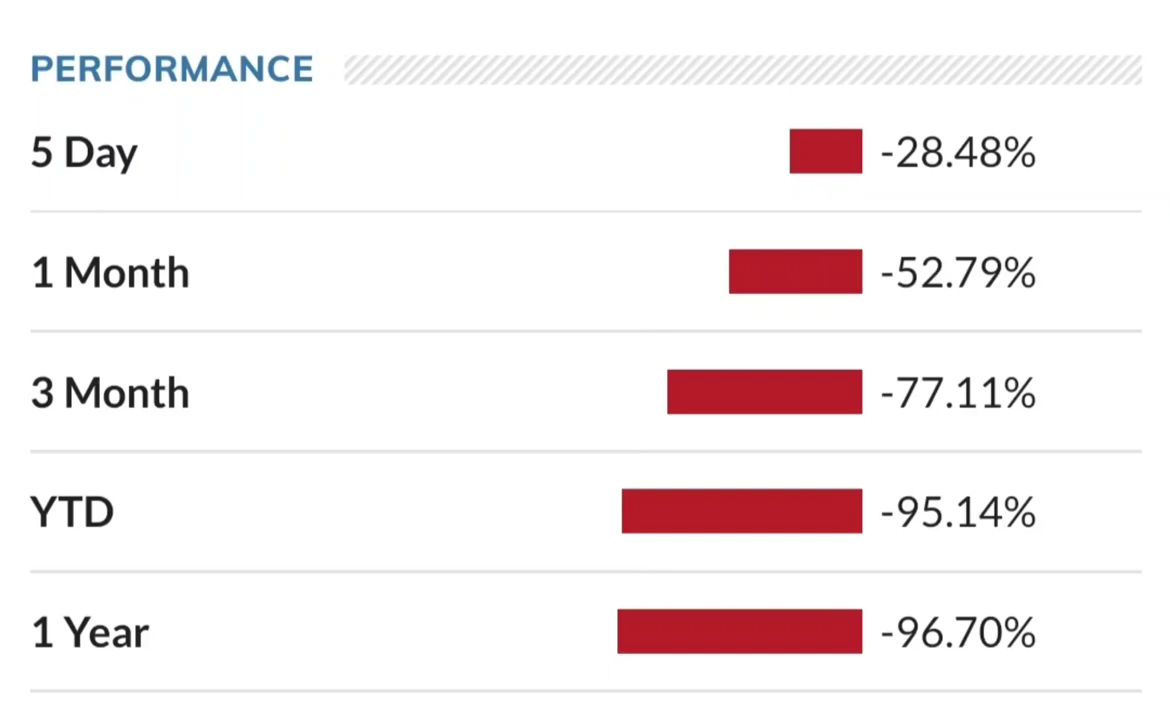 PERFORMANCE
5 Day -28.48%
1 Month -52.79%
3 Month -77.11%
YTD -95.14%
1 Year -96.70%